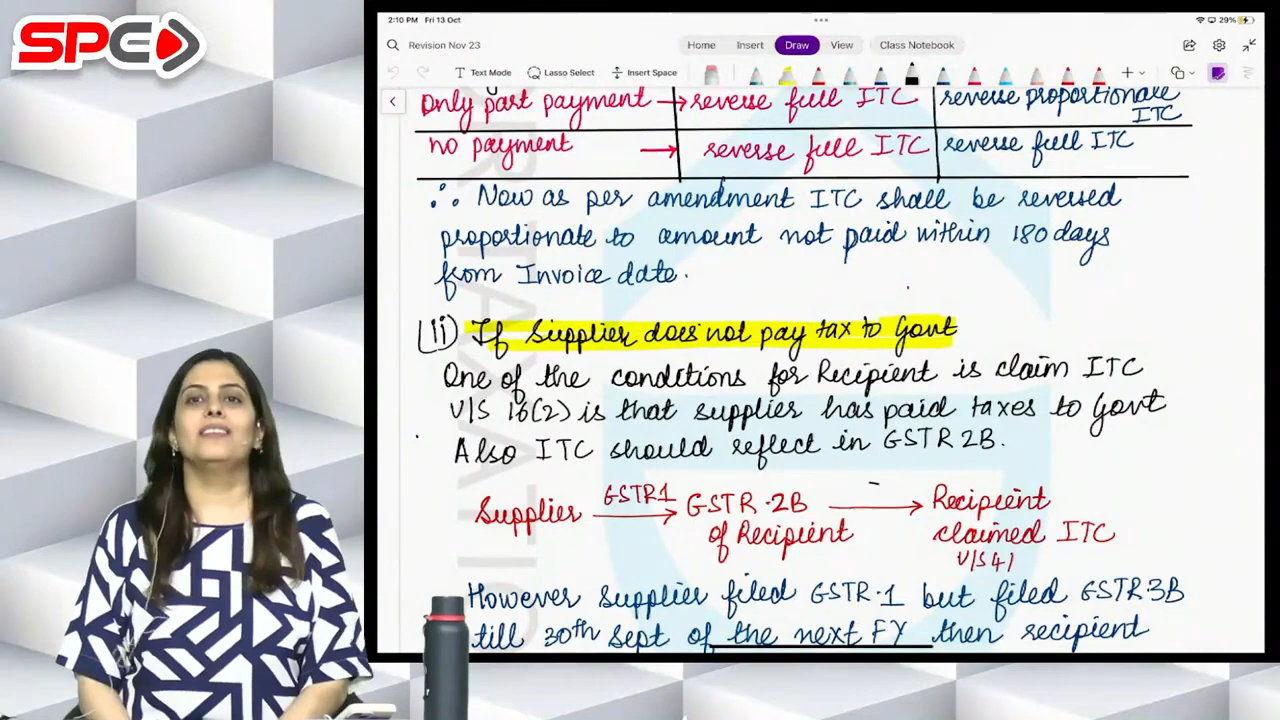 SPC
2:10 PM Fri 13 Oct
29%
Revision Nov 23
Home Insert Draw View Class Notebook
Text Mode Lasso Select Insert Space
Only part payment → reverse full ITC reverse proportionate ITC
no payment → reverse full ITC reverse full ITC
∴ Now as per amendment ITC shall be reversed
proportionate to amount not paid within 180 days
from Invoice date.
(ii) If Supplier does not pay tax to Govt
One of the conditions for Recipient is claim ITC
V/S 16(2) is that supplier has paid taxes to Govt
Also ITC should reflect in GSTR 2B.
Supplier GSTR1 → GSTR-2B of Recipient → Recipient claimed ITC V/S 41
However Supplier filed GSTR-1 but filed GSTR3B
till 30th Sept of the next FY then recipient